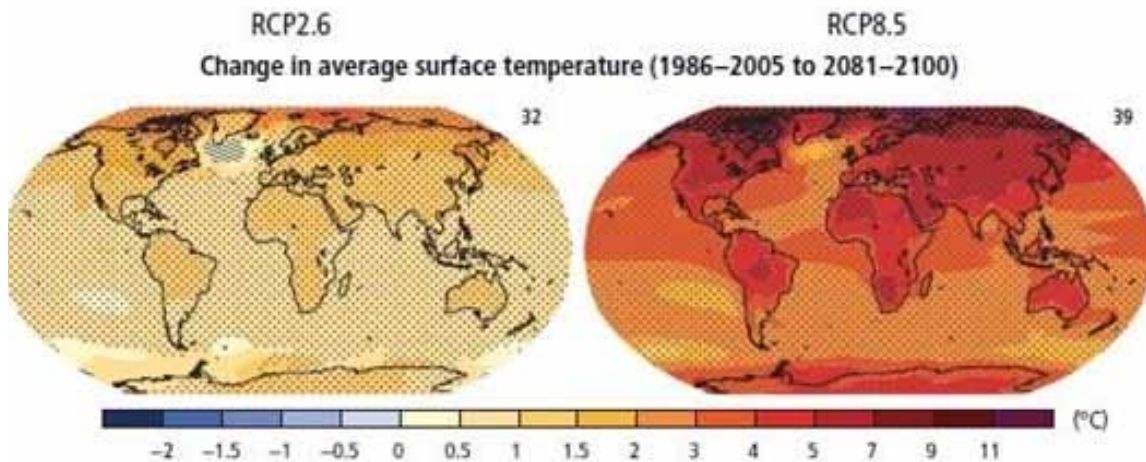 RCP2.6 RCP8.5
Change in average surface temperature (1986–2005 to 2081–2100)
32 39
−2 −1.5 −1 −0.5 0 0.5 1 1.5 2 3 4 5 7 9 11 (°C)